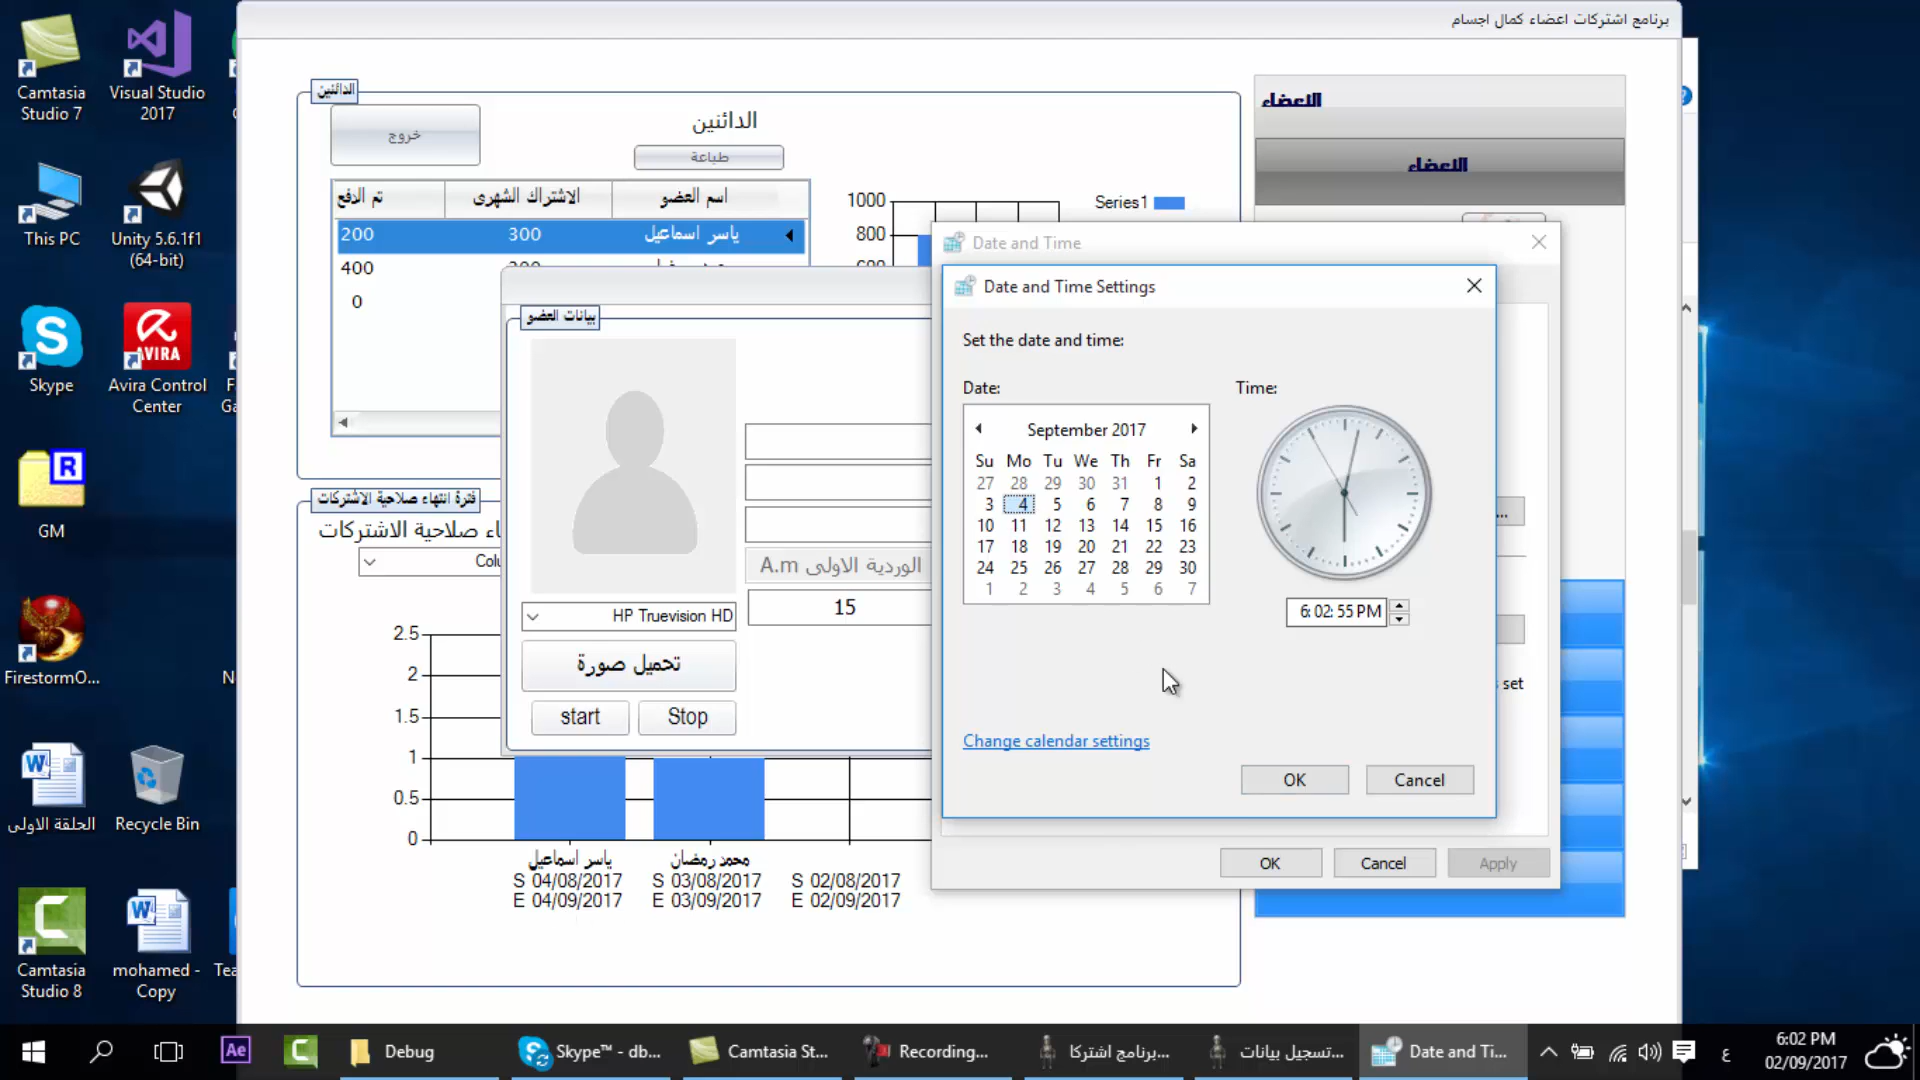 برنامج اشتركات اعضاء كمال اجسام
Camtasia Studio 7
Visual Studio 2017
This PC
Unity 5.6.1f1 (64-bit)
Skype
AVIRA
Avira Control Center
GM
FirestormO...
الحلقة الاولى
Recycle Bin
Camtasia Studio 8
mohamed - Copy
Tea
الدائنين
خروج
الدائنين
طباعة
اسم العضو
الاشتراك الشهرى
تم الدفع
ياسر اسماعيل
300
200
400
0
1000
800
Series1
الاعضاء
الاعضاء
بيانات العضو
HP Truevision HD
تحميل صورة
start
Stop
الوردية الاولى A.m
15
فترة انتهاء صلاحية الاشتركات
اء صلاحية الاشتركات
Colu
2.5
2
1.5
1
0.5
0
ياسر اسماعيل
S 04/08/2017
E 04/09/2017
محمد رمضان
S 03/08/2017
E 03/09/2017
S 02/08/2017
E 02/09/2017
Date and Time
Date and Time Settings
Set the date and time:
Date:
Time:
September 2017
Su Mo Tu We Th Fr Sa
27 28 29 30 31 1 2
3 4 5 6 7 8 9
10 11 12 13 14 15 16
17 18 19 20 21 22 23
24 25 26 27 28 29 30
1 2 3 4 5 6 7
6: 02: 55 PM
...
set
Change calendar settings
OK
Cancel
OK
Cancel
Apply
Ae
Debug
Skype™ - db...
Camtasia St...
Recording...
برنامج اشتركا...
تسجيل بيانات...
Date and Ti...
ع
6:02 PM
02/09/2017